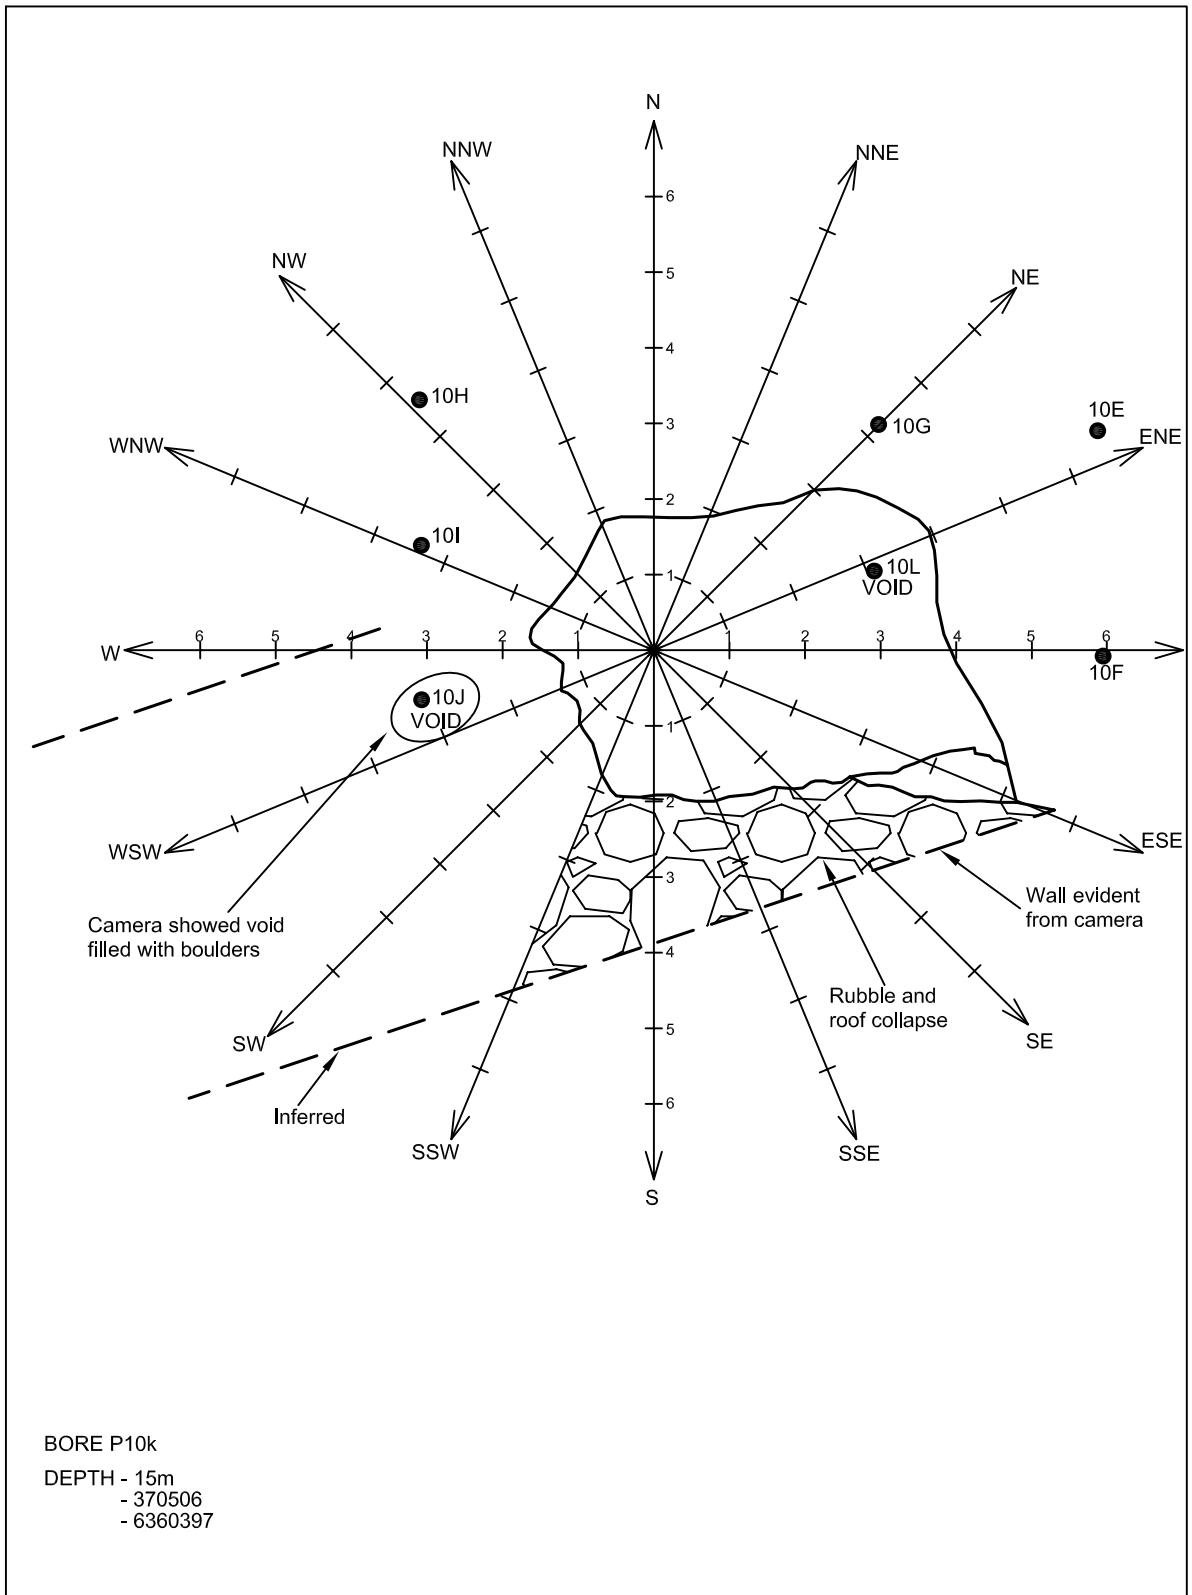 N
NNW
NNE
6
NW
NE
5
4
10H
10E
3
10G
WNW
ENE
2
10I
1
10L
VOID
W
6
5
4
3
2
1
1
2
3
4
5
6
10F
10J
VOID
1
2
WSW
ESE
3
Camera showed void
filled with boulders
Wall evident
from camera
4
Rubble and
roof collapse
5
SW
SE
Inferred
6
SSW
SSE
S
BORE P10k
DEPTH - 15m
- 370506
- 6360397